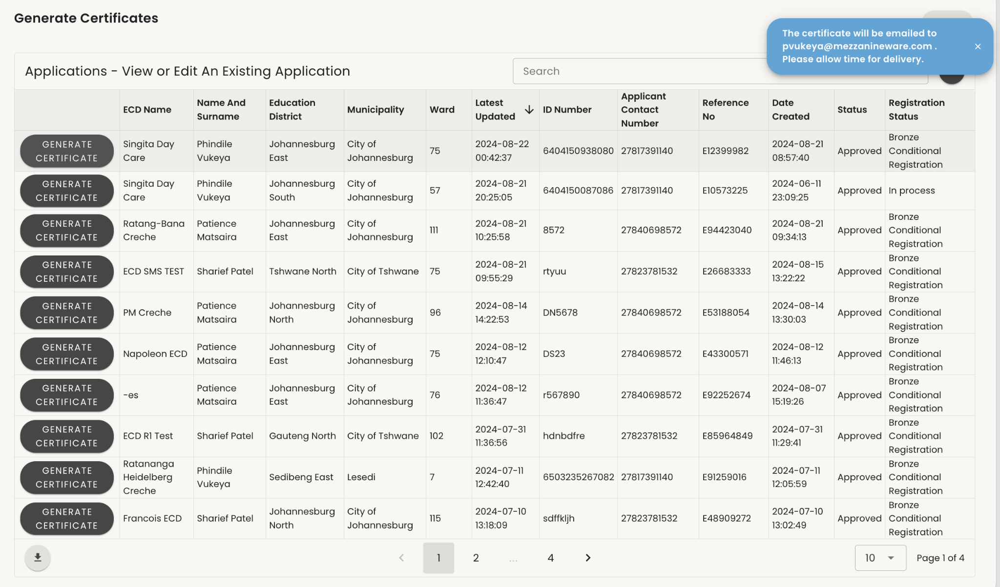 Generate Certificates
The certificate will be emailed to
pvukeya@mezzanineware.com .
Please allow time for delivery.
Applications - View or Edit An Existing Application
Search
ECD Name
Name And
Surname
Education
District
Municipality
Ward
Latest
Updated
ID Number
Applicant
Contact
Number
Reference
No
Date
Created
Status
Registration
Status
GENERATE
CERTIFICATE
Singita Day
Care
Phindile
Vukeya
Johannesburg
East
City of
Johannesburg
75
2024-08-22
00:42:37
6404150938080
27817391140
E12399982
2024-08-21
08:57:40
Approved
Bronze
Conditional
Registration
GENERATE
CERTIFICATE
Singita Day
Care
Phindile
Vukeya
Johannesburg
South
City of
Johannesburg
57
2024-08-21
20:25:05
6404150087086
27817391140
E10573225
2024-06-11
23:09:25
Approved
In process
GENERATE
CERTIFICATE
Ratang-Bana
Creche
Patience
Matsaira
Johannesburg
East
City of
Johannesburg
111
2024-08-21
10:25:58
8572
27840698572
E94423040
2024-08-21
09:34:13
Approved
Bronze
Conditional
Registration
GENERATE
CERTIFICATE
ECD SMS TEST
Sharief Patel
Tshwane North
City of Tshwane
75
2024-08-21
09:55:29
rtyuu
27823781532
E26683333
2024-08-15
13:22:22
Approved
Bronze
Conditional
Registration
GENERATE
CERTIFICATE
PM Creche
Patience
Matsaira
Johannesburg
North
City of
Johannesburg
96
2024-08-14
14:22:53
DN5678
27840698572
E53188054
2024-08-14
13:30:03
Approved
Bronze
Conditional
Registration
GENERATE
CERTIFICATE
Napoleon ECD
Patience
Matsaira
Johannesburg
East
City of
Johannesburg
75
2024-08-12
12:10:47
DS23
27840698572
E43300571
2024-08-12
11:46:13
Approved
Bronze
Conditional
Registration
GENERATE
CERTIFICATE
-es
Patience
Matsaira
Johannesburg
East
City of
Johannesburg
76
2024-08-12
11:36:47
r567890
27840698572
E92252674
2024-08-07
15:19:26
Approved
Bronze
Conditional
Registration
GENERATE
CERTIFICATE
ECD R1 Test
Sharief Patel
Gauteng North
City of Tshwane
102
2024-07-31
11:36:56
hdnbdfre
27823781532
E85964849
2024-07-31
11:29:41
Approved
Bronze
Conditional
Registration
GENERATE
CERTIFICATE
Ratananga
Heidelberg
Creche
Phindile
Vukeya
Sedibeng East
Lesedi
7
2024-07-11
12:42:40
6503235267082
27817391140
E91259016
2024-07-11
12:05:59
Approved
Bronze
Conditional
Registration
GENERATE
CERTIFICATE
Francois ECD
Sharief Patel
Johannesburg
North
City of
Johannesburg
115
2024-07-10
13:18:09
sdffkljh
27823781532
E48909272
2024-07-10
13:02:49
Approved
Bronze
Conditional
Registration
1
2
...
4
10
Page 1 of 4